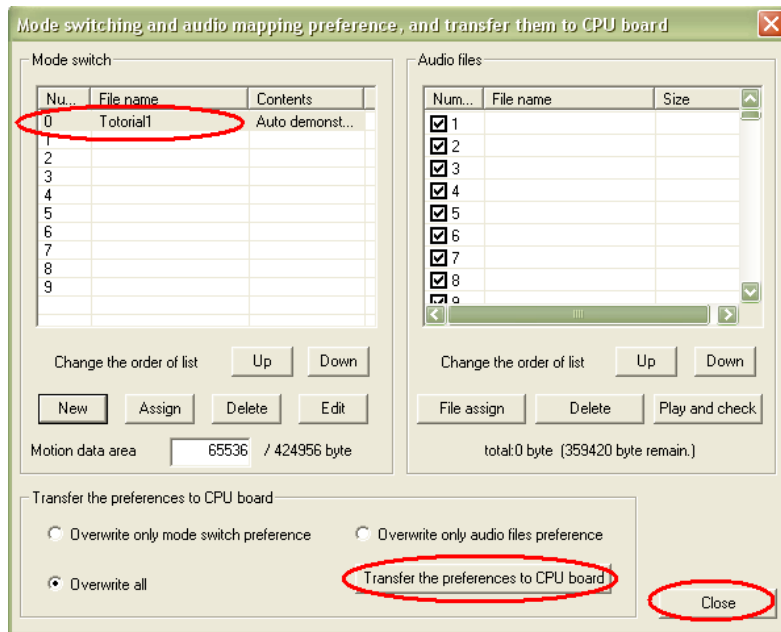 Mode switching and audio mapping preference, and transfer them to CPU board
Mode switch
Nu... File name Contents
0 Totorial1 Auto demonst...
1
2
3
4
5
6
7
8
9
Change the order of list Up Down
New Assign Delete Edit
Motion data area 65536 / 424956 byte
Audio files
Num... File name Size
1
2
3
4
5
6
7
8
9
Change the order of list Up Down
File assign Delete Play and check
total:0 byte (359420 byte remain.)
Transfer the preferences to CPU board
Overwrite only mode switch preference Overwrite only audio files preference
Overwrite all Transfer the preferences to CPU board
Close